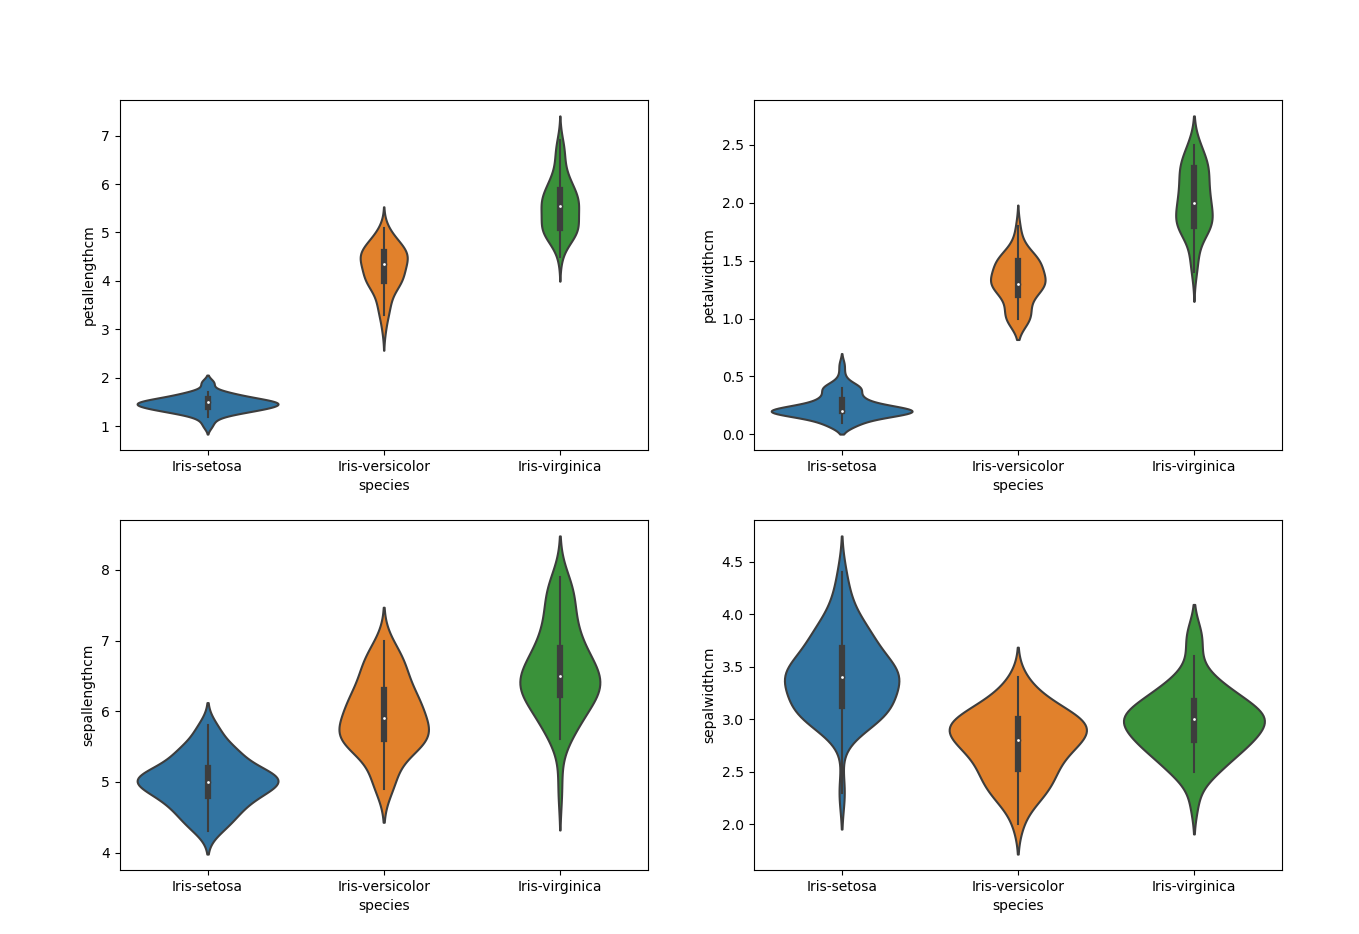 petallengthcm
7
6
5
4
3
2
1
Iris-setosa Iris-versicolor Iris-virginica
species
petalwidthcm
2.5
2.0
1.5
1.0
0.5
0.0
Iris-setosa Iris-versicolor Iris-virginica
species
sepallengthcm
8
7
6
5
4
Iris-setosa Iris-versicolor Iris-virginica
species
sepalwidthcm
4.5
4.0
3.5
3.0
2.5
2.0
Iris-setosa Iris-versicolor Iris-virginica
species